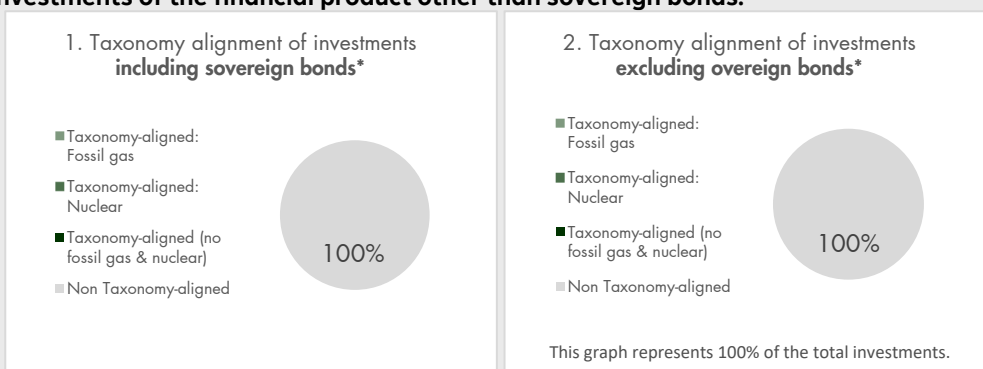 nvestments of the financial product other than sovereign bonds.
1. Taxonomy alignment of investments
including sovereign bonds*
Taxonomy-aligned:
Fossil gas
Taxonomy-aligned:
Nuclear
Taxonomy-aligned (no
fossil gas & nuclear)
Non Taxonomy-aligned
100%
2. Taxonomy alignment of investments
excluding overeign bonds*
Taxonomy-aligned:
Fossil gas
Taxonomy-aligned:
Nuclear
Taxonomy-aligned (no
fossil gas & nuclear)
Non Taxonomy-aligned
100%
This graph represents 100% of the total investments.